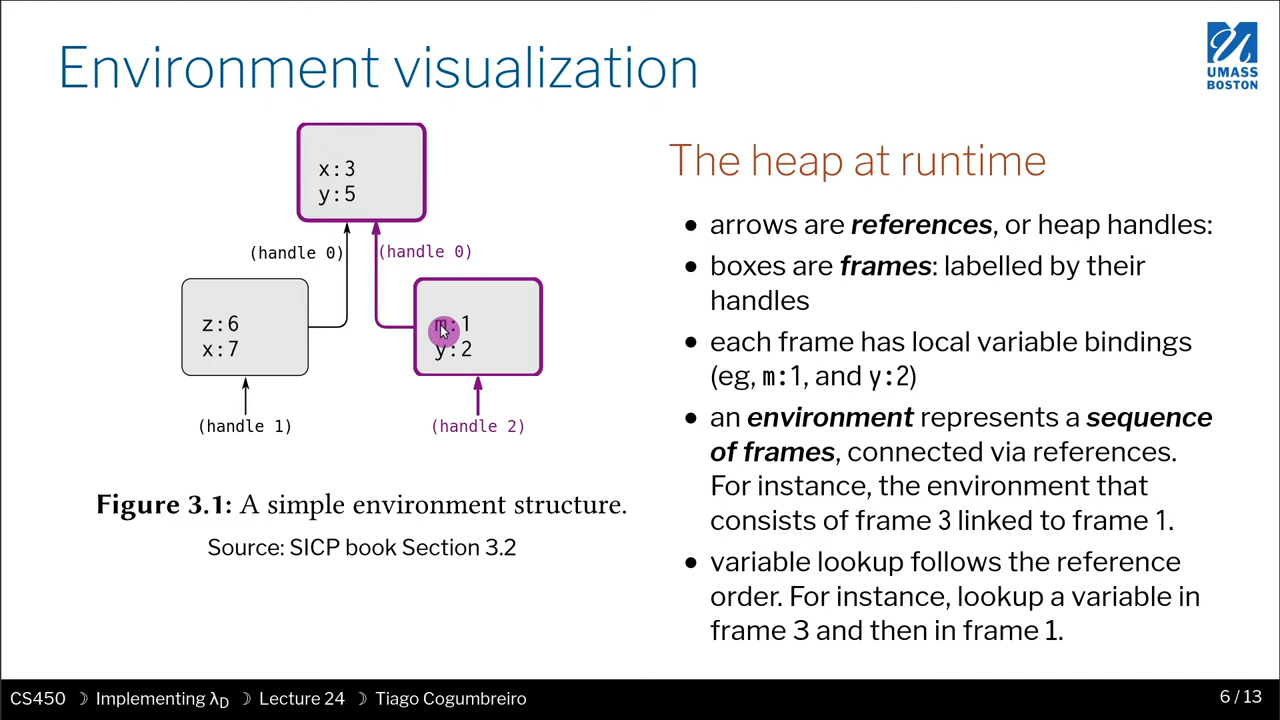 Environment visualization
UMASS
BOSTON
x:3
y:5
(handle 0)
(handle 0)
z:6
x:7
m:1
y:2
(handle 1)
(handle 2)
Figure 3.1: A simple environment structure.
Source: SICP book Section 3.2
The heap at runtime
• arrows are references, or heap handles:
• boxes are frames: labelled by their
handles
• each frame has local variable bindings
(eg, m:1, and y:2)
• an environment represents a sequence
of frames, connected via references.
For instance, the environment that
consists of frame 3 linked to frame 1.
• variable lookup follows the reference
order. For instance, lookup a variable in
frame 3 and then in frame 1.
CS450 ☽ Implementing λD ☽ Lecture 24 ☽ Tiago Cogumbreiro
6 / 13